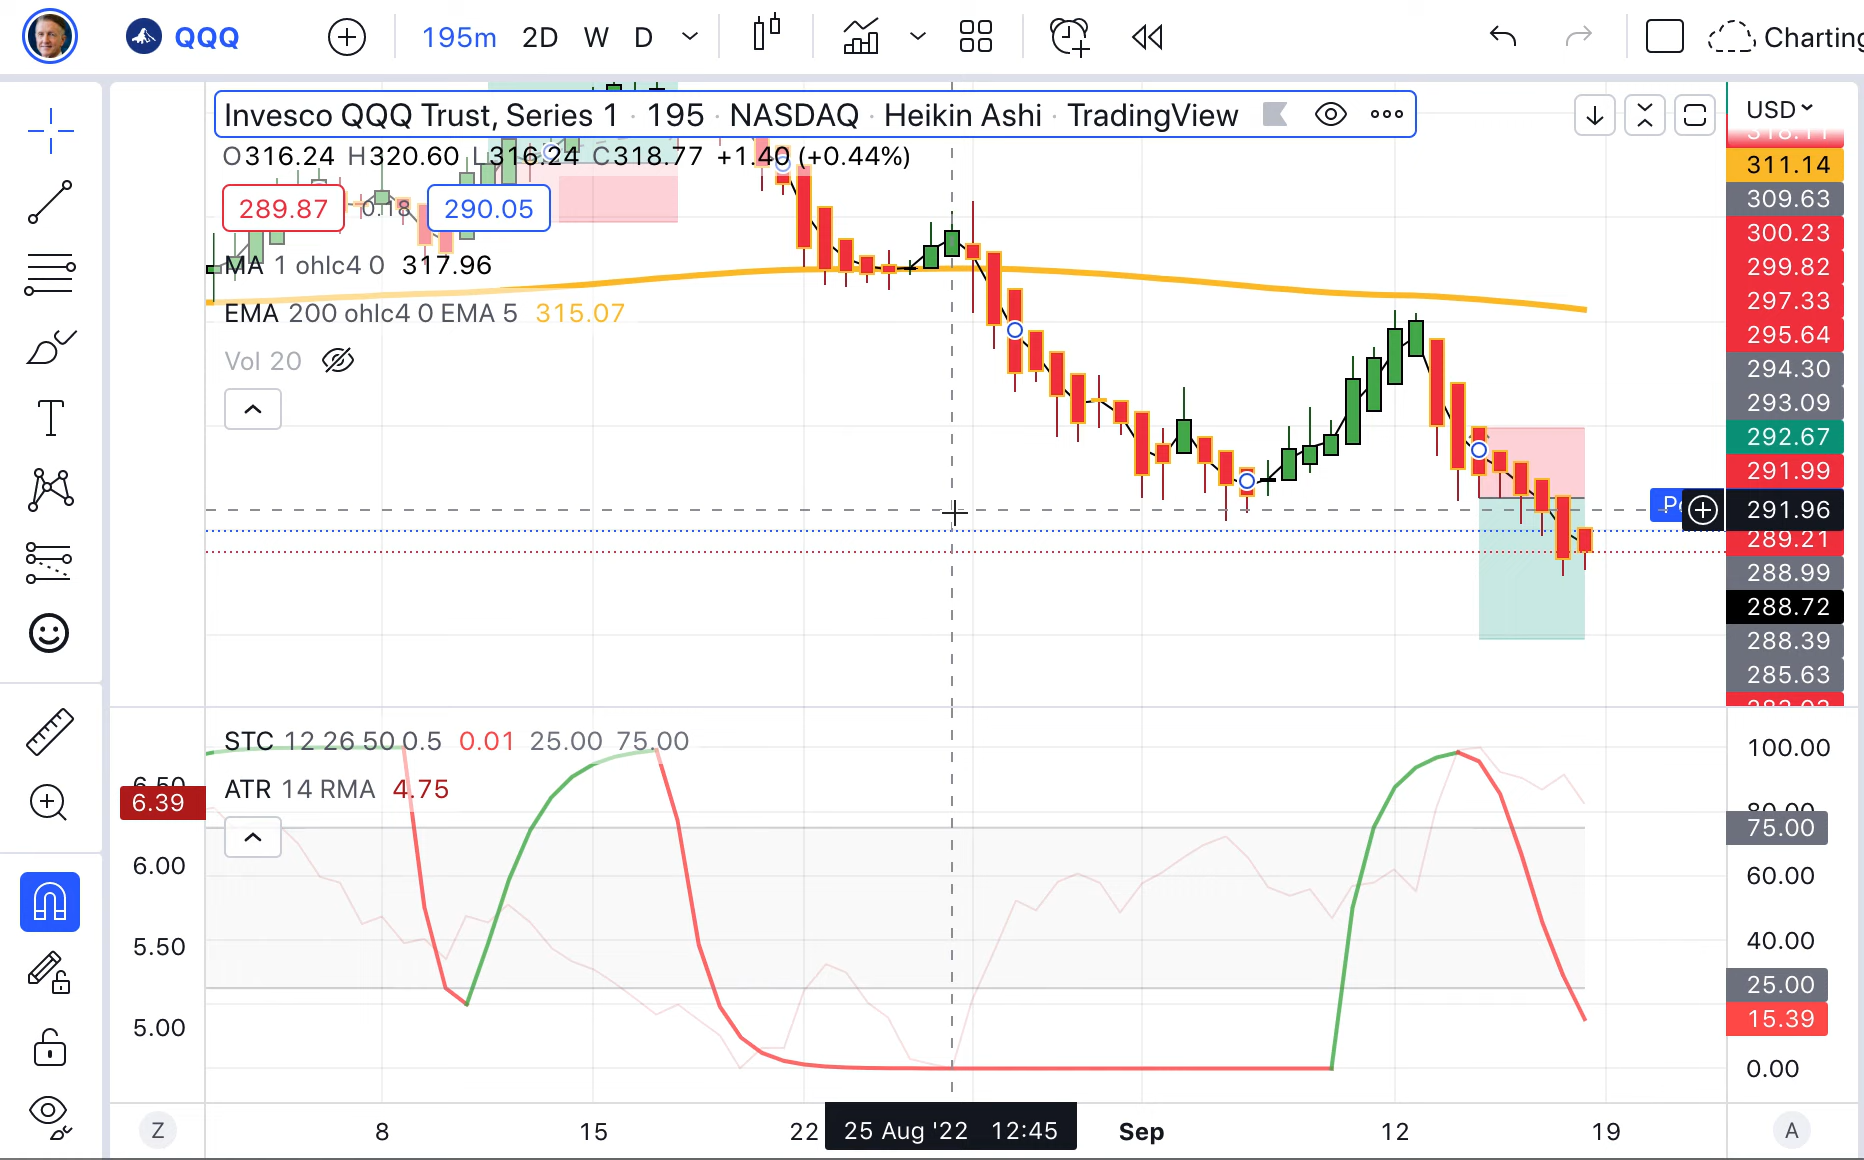 QQQ 195m 2D W D Charting
Invesco QQQ Trust, Series 1 · 195 · NASDAQ · Heikin Ashi · TradingView
O316.24 H320.60 L316.24 C318.77 +1.40 (+0.44%)
289.87 0.18 290.05
MA 1 ohlc4 0 317.96
EMA 200 ohlc4 0 EMA 5 315.07
Vol 20
USD
311.14
309.63
300.23
299.82
297.33
295.64
294.30
293.09
292.67
291.99
291.96
289.21
288.99
288.72
288.39
285.63
STC 12 26 50 0.5 0.01 25.00 75.00
ATR 14 RMA 4.75
6.50
6.39
6.00
5.50
5.00
100.00
80.00
75.00
60.00
40.00
25.00
15.39
0.00
Z 8 15 22 25 Aug '22 12:45 Sep 12 19 A